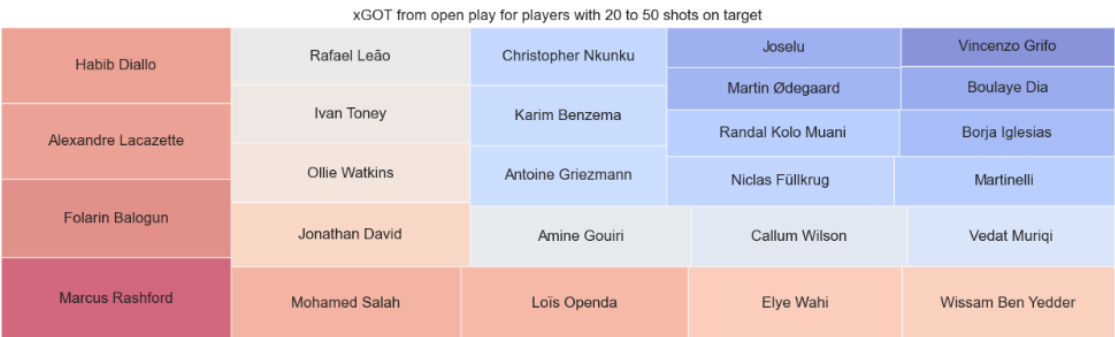 xGOT from open play for players with 20 to 50 shots on target
Habib Diallo
Alexandre Lacazette
Folarin Balogun
Marcus Rashford
Rafael Leão
Ivan Toney
Ollie Watkins
Jonathan David
Mohamed Salah
Christopher Nkunku
Karim Benzema
Antoine Griezmann
Amine Gouiri
Loïs Openda
Joselu
Martin Ødegaard
Randal Kolo Muani
Niclas Füllkrug
Callum Wilson
Elye Wahi
Vincenzo Grifo
Boulaye Dia
Borja Iglesias
Martinelli
Vedat Muriqi
Wissam Ben Yedder